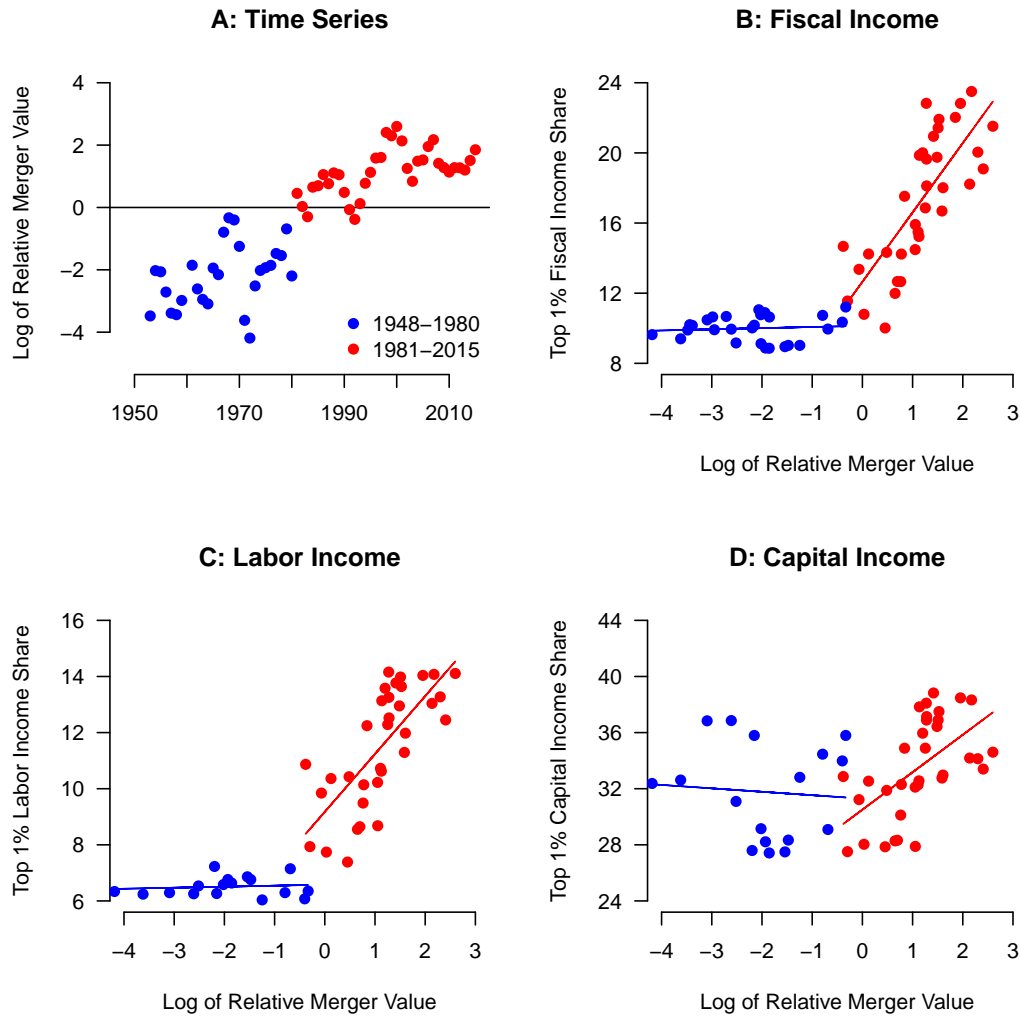 A: Time Series
Log of Relative Merger Value
4
2
0
−2
−4
1948−1980
1981−2015
1950 1970 1990 2010
B: Fiscal Income
Top 1% Fiscal Income Share
24
20
16
12
8
−4 −3 −2 −1 0 1 2 3
Log of Relative Merger Value
C: Labor Income
Top 1% Labor Income Share
16
14
12
10
8
6
−4 −3 −2 −1 0 1 2 3
Log of Relative Merger Value
D: Capital Income
Top 1% Capital Income Share
44
40
36
32
28
24
−4 −3 −2 −1 0 1 2 3
Log of Relative Merger Value